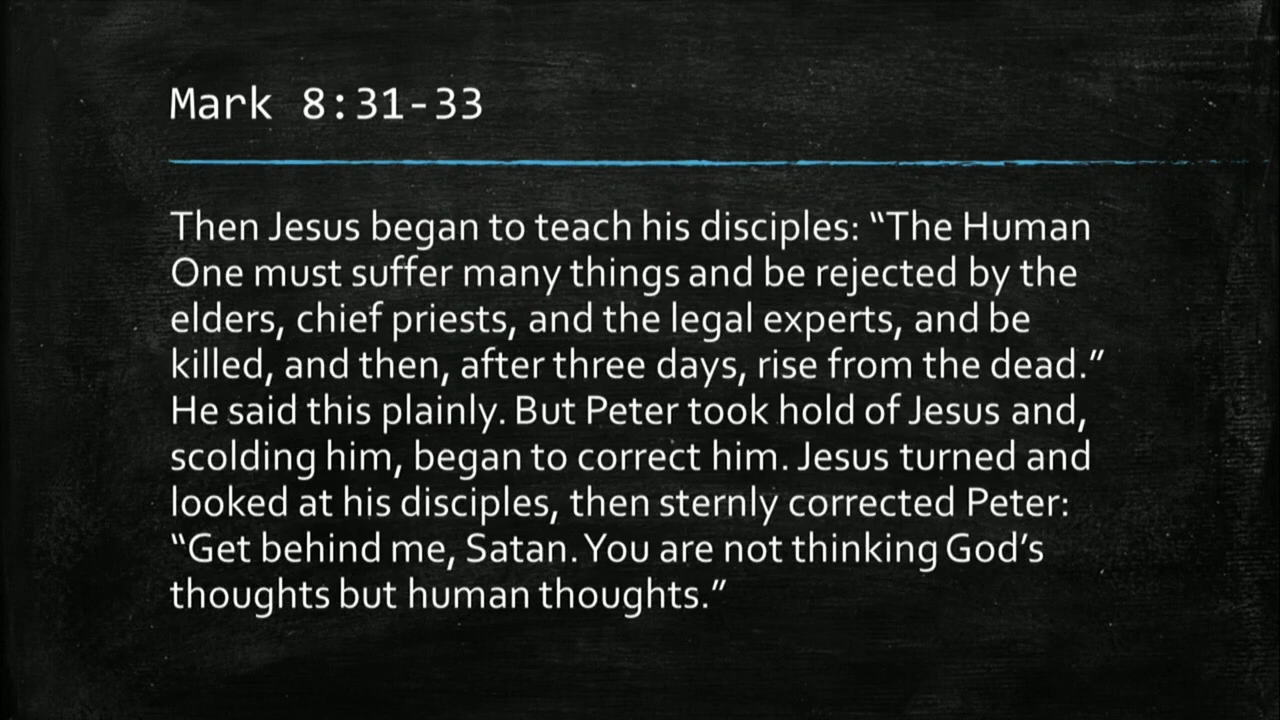 Mark 8:31-33
Then Jesus began to teach his disciples: “The Human
One must suffer many things and be rejected by the
elders, chief priests, and the legal experts, and be
killed, and then, after three days, rise from the dead.”
He said this plainly. But Peter took hold of Jesus and,
scolding him, began to correct him. Jesus turned and
looked at his disciples, then sternly corrected Peter:
“Get behind me, Satan. You are not thinking God’s
thoughts but human thoughts.”